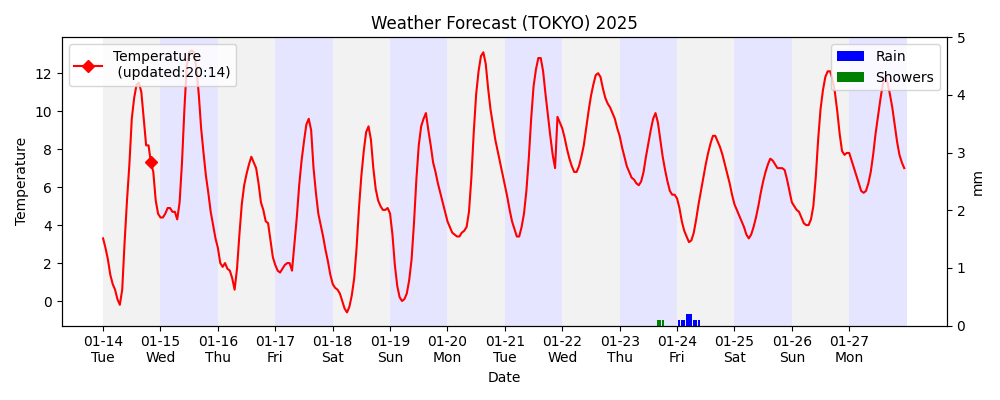 Weather Forecast (TOKYO) 2025
Temperature
(updated:20:14)
Rain
Showers
Temperature
12
10
8
6
4
2
0
5
4
3
2
1
0
mm
01-14 01-15 01-16 01-17 01-18 01-19 01-20 01-21 01-22 01-23 01-24 01-25 01-26 01-27
Tue Wed Thu Fri Sat Sun Mon Tue Wed Thu Fri Sat Sun Mon
Date